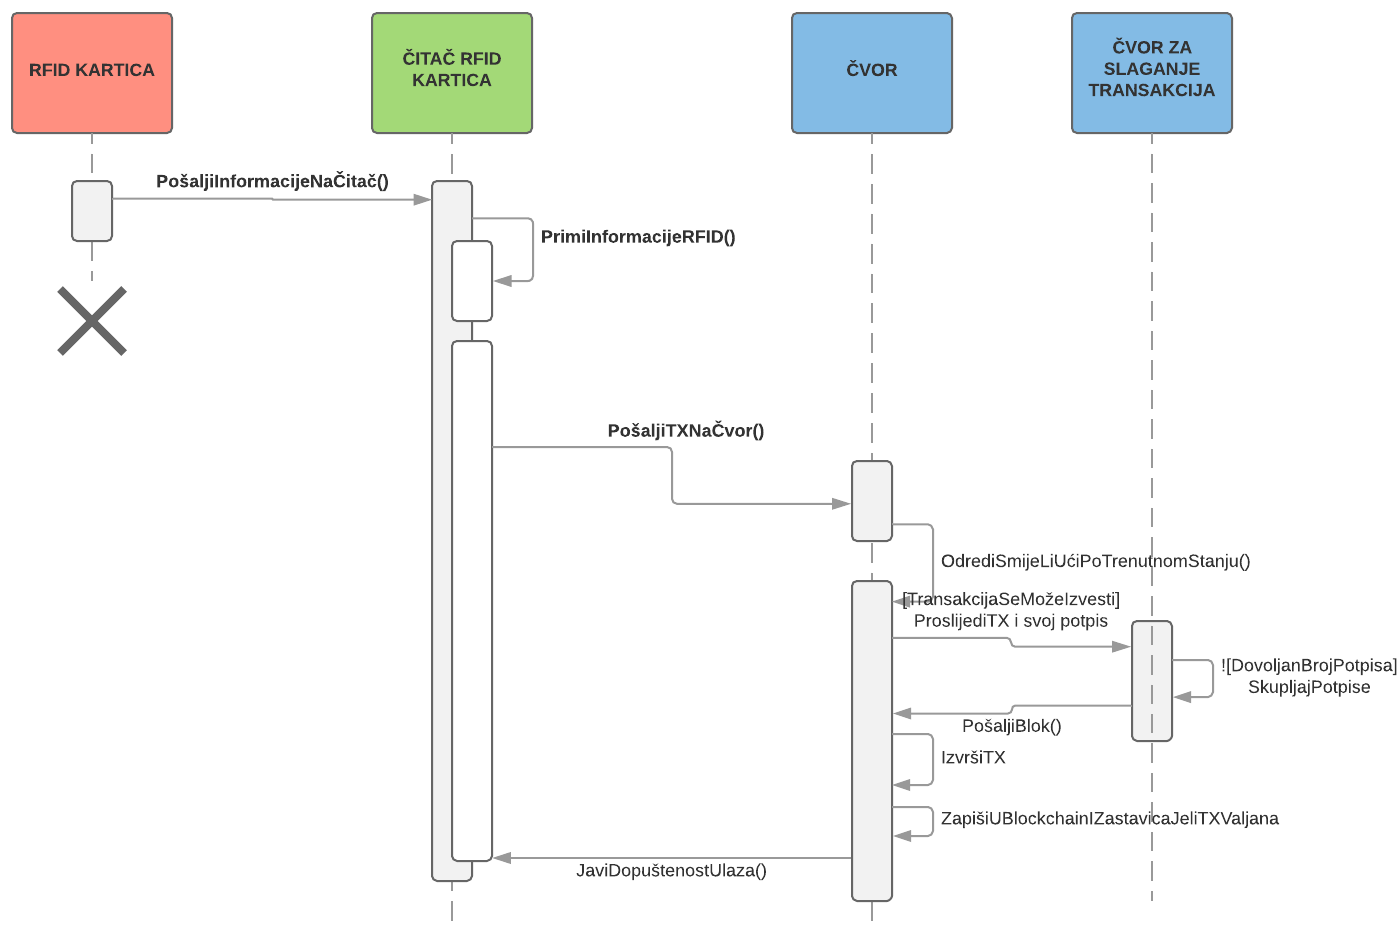 RFID KARTICA
ČITAČ RFID
KARTICA
ČVOR
ČVOR ZA
SLAGANJE
TRANSAKCIJA
PošaljiInformacijeNaČitač()
PrimiInformacijeRFID()
PošaljiTXNaČvor()
OdrediSmijeLiUćiPoTrenutnomStanju()
[TransakcijaSeMožeIzvesti]
ProslijediTX i svoj potpis
![DovoljanBrojPotpisa]
SkupljajPotpise
PošaljiBlok()
IzvršiTX
ZapišiUBlockchainIZastavicaJeliTXValjana
JaviDopuštenostUlaza()